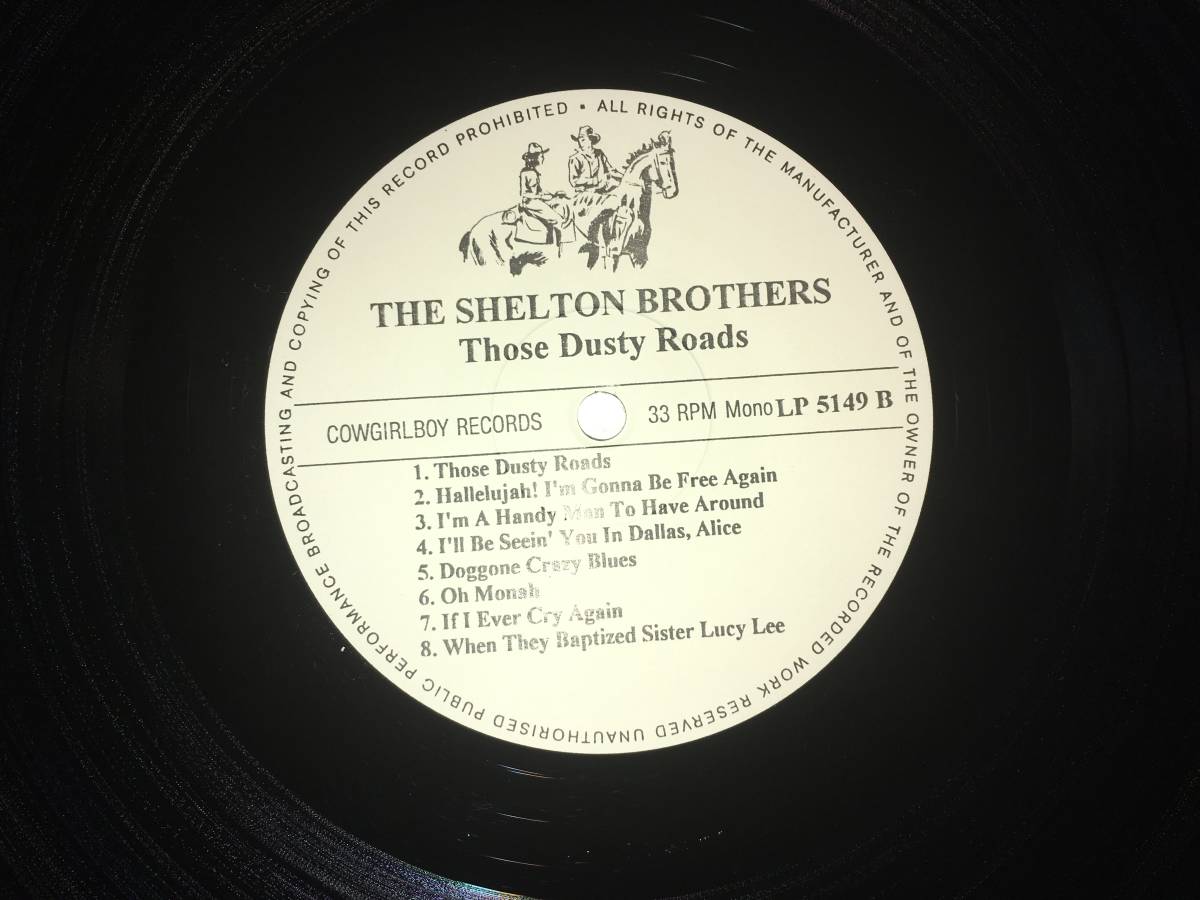 ALL RIGHTS OF THE MANUFACTURER AND OF THE OWNER OF THE RECORDED WORK RESERVED UNAUTHORISED PUBLIC PERFORMANCE BROADCASTING AND COPYING OF THIS RECORD PROHIBITED •
THE SHELTON BROTHERS
Those Dusty Roads
COWGIRLBOY RECORDS 33 RPM Mono LP 5149 B
1. Those Dusty Roads
2. Hallelujah! I'm Gonna Be Free Again
3. I'm A Handy Man To Have Around
4. I'll Be Seein' You In Dallas, Alice
5. Doggone Crazy Blues
6. Oh Monah
7. If I Ever Cry Again
8. When They Baptized Sister Lucy Lee